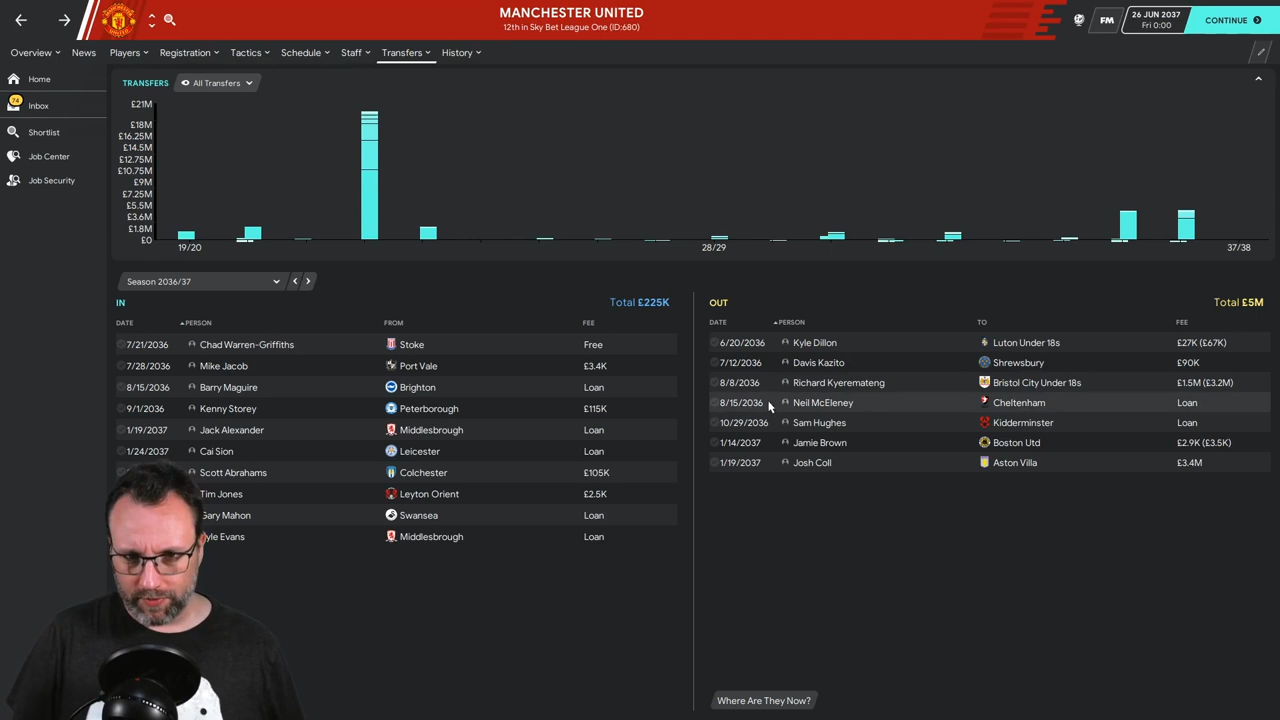 MANCHESTER UNITED
12th in Sky Bet League One (ID:680)
FM
26 JUN 2037
Fri 0:00
CONTINUE
Overview
News
Players
Registration
Tactics
Schedule
Staff
Transfers
History
Home
74
Inbox
Shortlist
Job Center
Job Security
TRANSFERS
All Transfers
£21M
£18M
£16.25M
£14.5M
£12.75M
£10.75M
£9M
£7.25M
£5.5M
£3.6M
£1.8M
£0
19/20
28/29
37/38
Season 2036/37
IN
Total £225K
DATE PERSON FROM FEE
7/21/2036 Chad Warren-Griffiths Stoke Free
7/28/2036 Mike Jacob Port Vale £3.4K
8/15/2036 Barry Maguire Brighton Loan
9/1/2036 Kenny Storey Peterborough £115K
1/19/2037 Jack Alexander Middlesbrough Loan
1/24/2037 Cai Sion Leicester Loan
Scott Abrahams Colchester £105K
Tim Jones Leyton Orient £2.5K
Gary Mahon Swansea Loan
yle Evans Middlesbrough Loan
OUT
Total £5M
DATE PERSON TO FEE
6/20/2036 Kyle Dillon Luton Under 18s £27K (£67K)
7/12/2036 Davis Kazito Shrewsbury £90K
8/8/2036 Richard Kyeremateng Bristol City Under 18s £1.5M (£3.2M)
8/15/2036 Neil McEleney Cheltenham Loan
10/29/2036 Sam Hughes Kidderminster Loan
1/14/2037 Jamie Brown Boston Utd £2.9K (£3.5K)
1/19/2037 Josh Coll Aston Villa £3.4M
Where Are They Now?